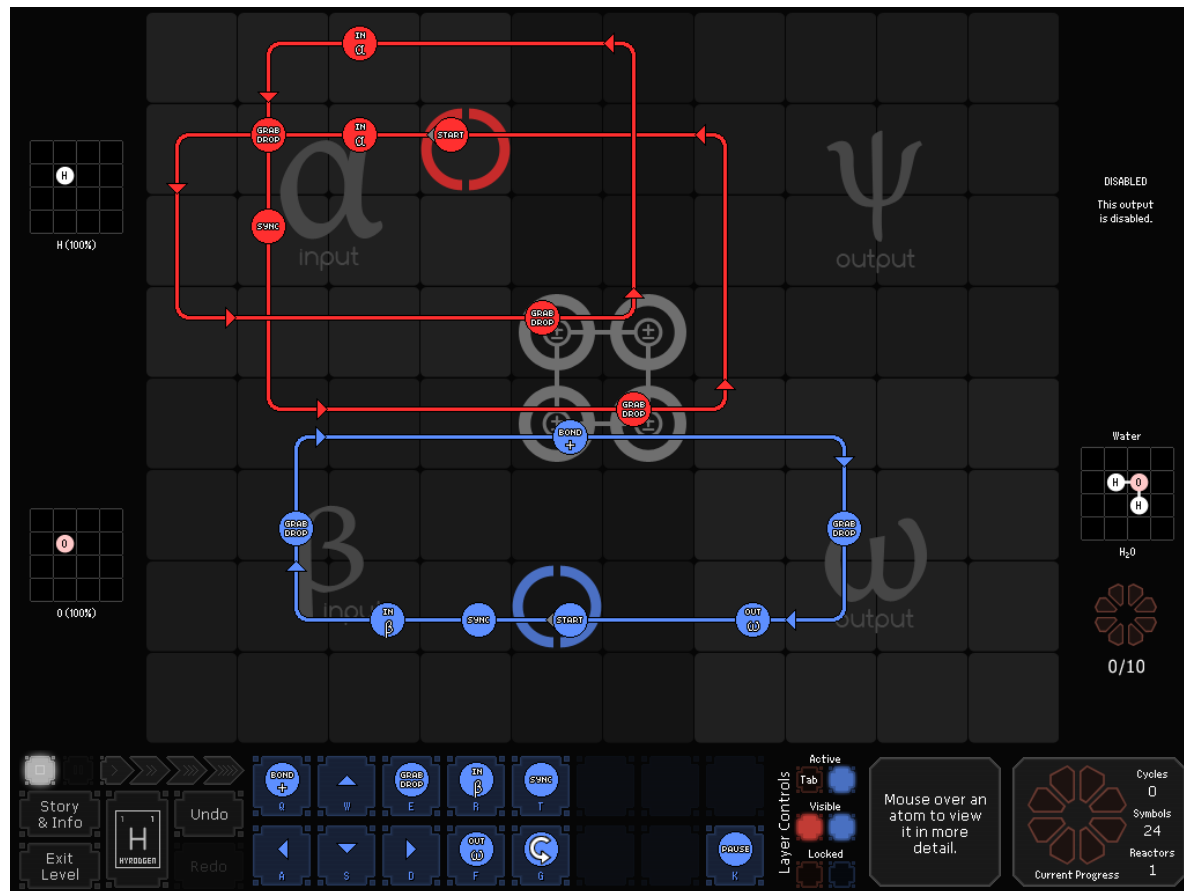 IN
α
GRAB
DROP
IN
α
START
α
input
SYNC
GRAB
DROP
GRAB
DROP
ψ
output
H
H (100%)
DISABLED
This output
is disabled.
BOND
+
GRAB
DROP
β
input
IN
β
SYNC
START
OUT
ω
GRAB
DROP
ω
output
O
O (100%)
Water
H O
H
H₂O
0/10
Story
& Info
Exit
Level
1 1
H
HYDROGEN
Undo
Redo
BOND
+
Q
W
GRAB
DROP
E
IN
β
R
SYNC
T
A
S
D
OUT
ω
F
G
PAUSE
K
Layer Controls
Active
Tab
Visible
Locked
Mouse over an
atom to view
it in more
detail.
Cycles
0
Symbols
24
Reactors
1
Current Progress